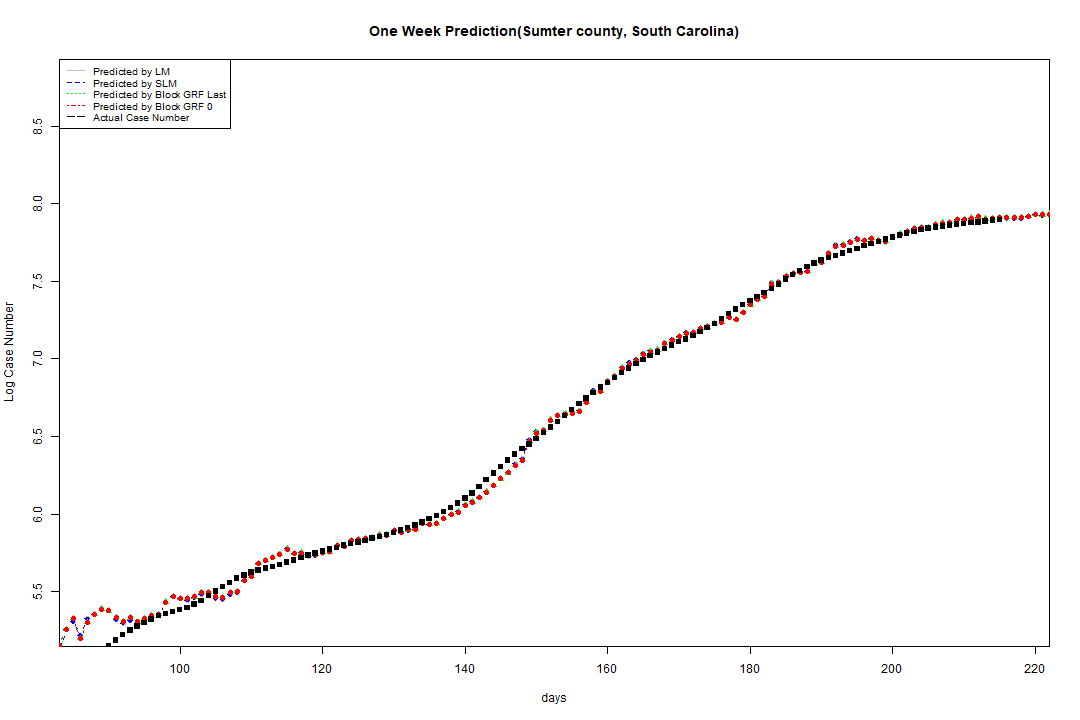 One Week Prediction(Sumter county, South Carolina)
Predicted by LM
Predicted by SLM
Predicted by Block GRF Last
Predicted by Block GRF 0
Actual Case Number
8.5
8.0
7.5
7.0
6.5
6.0
5.5
Log Case Number
100 120 140 160 180 200 220
days